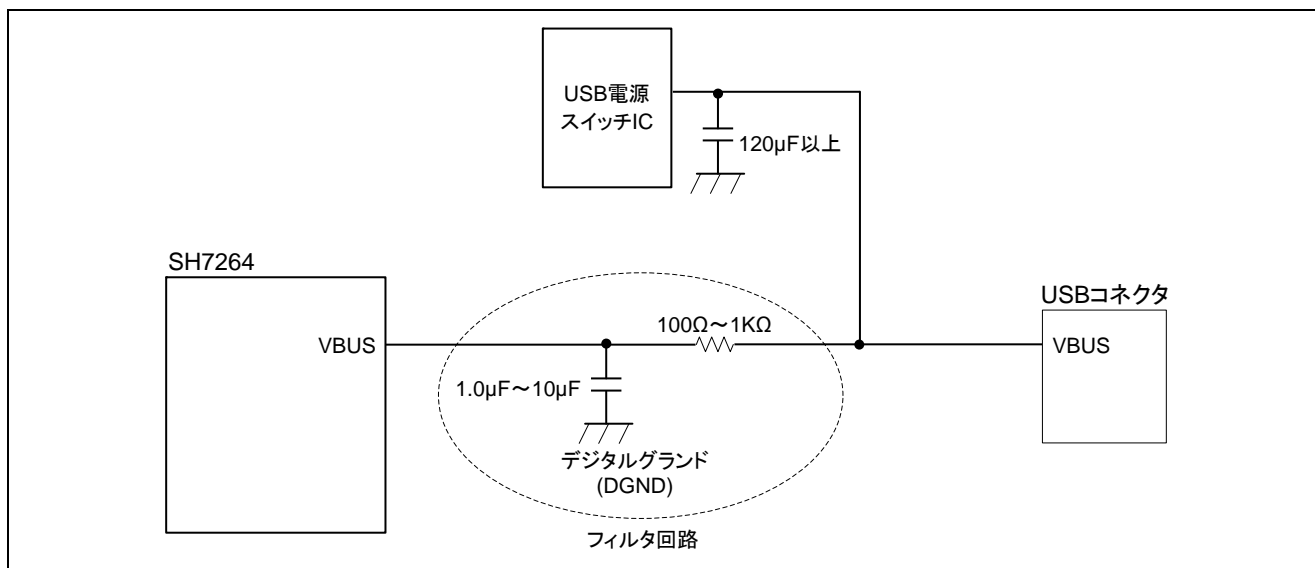 USB電源
スイッチIC
120µF以上
SH7264
USBコネクタ
100Ω～1KΩ
VBUS
VBUS
1.0µF～10µF
デジタルグランド
(DGND)
フィルタ回路